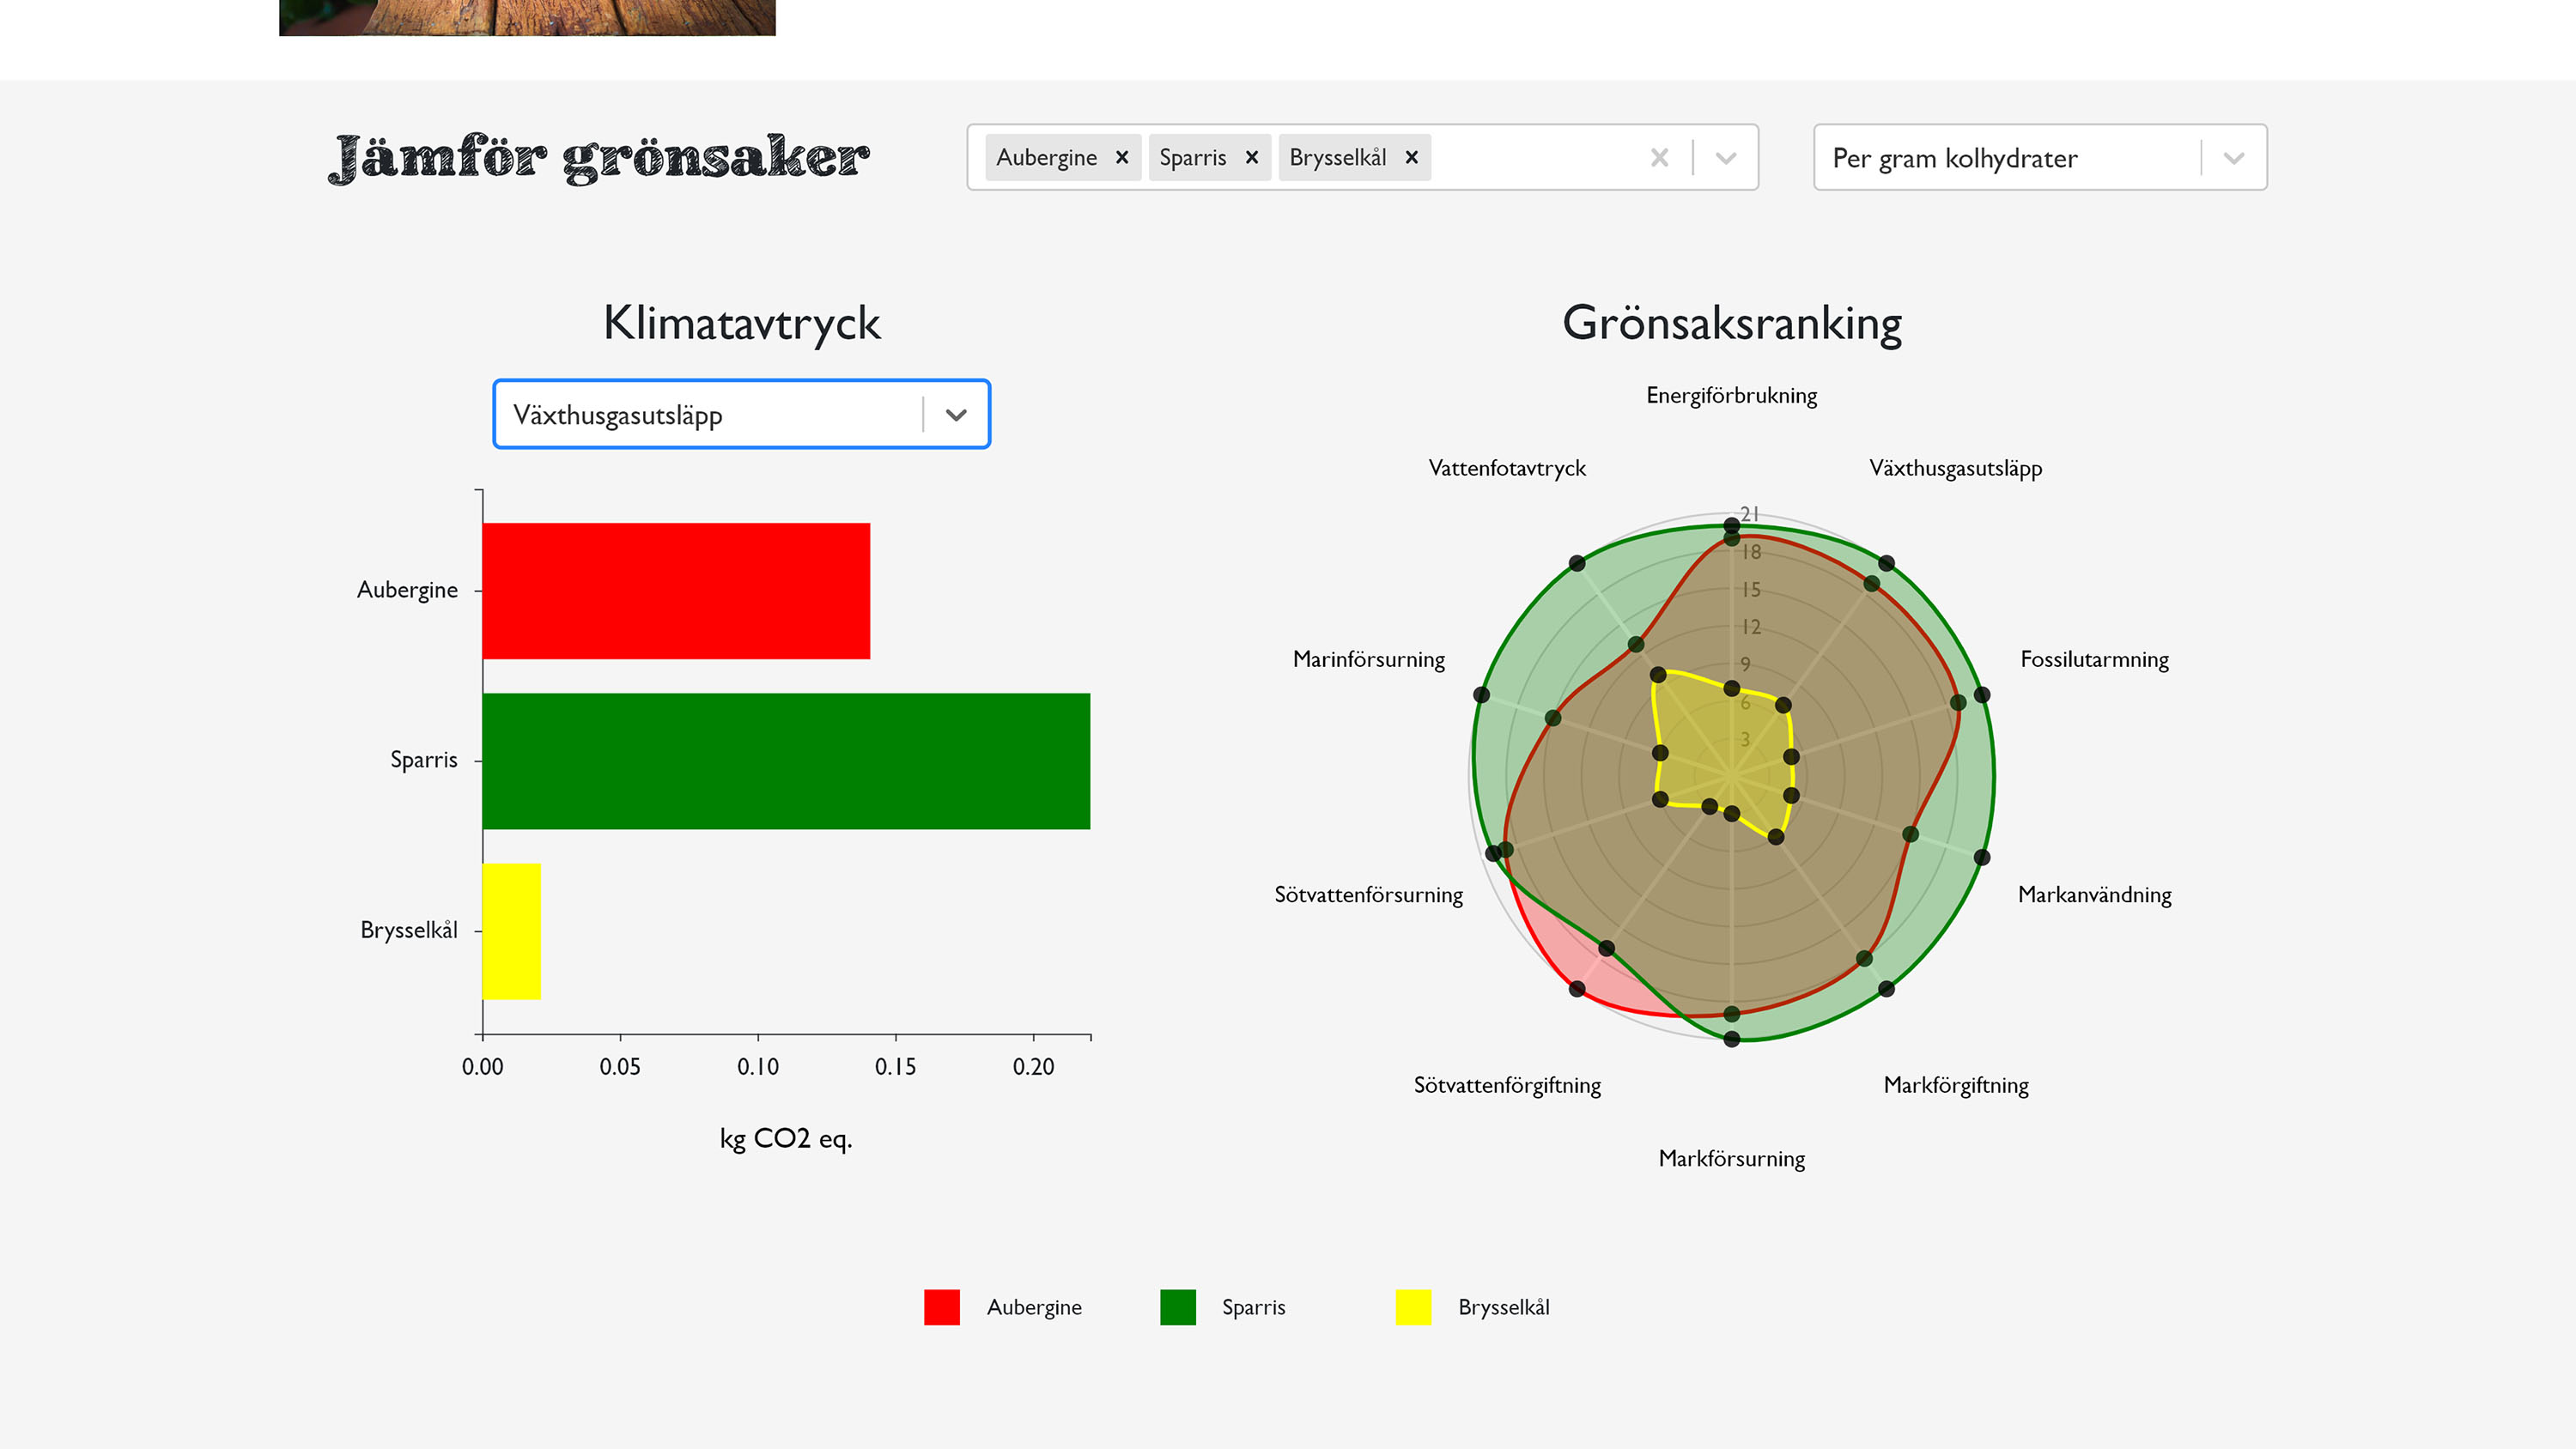 Jämför grönsaker
Aubergine × Sparris × Brysselkål ×
Per gram kolhydrater
Klimatavtryck
Växthusgasutsläpp
Aubergine
Sparris
Brysselkål
0.00 0.05 0.10 0.15 0.20
kg CO2 eq.
Grönsaksranking
Energiförbrukning
Vattenfotavtryck
Växthusgasutsläpp
21
18
15
12
9
6
3
Marinförsurning
Fossilutarmning
Sötvattenförsurning
Markanvändning
Sötvattenförgiftning
Markförgiftning
Markförsurning
Aubergine Sparris Brysselkål